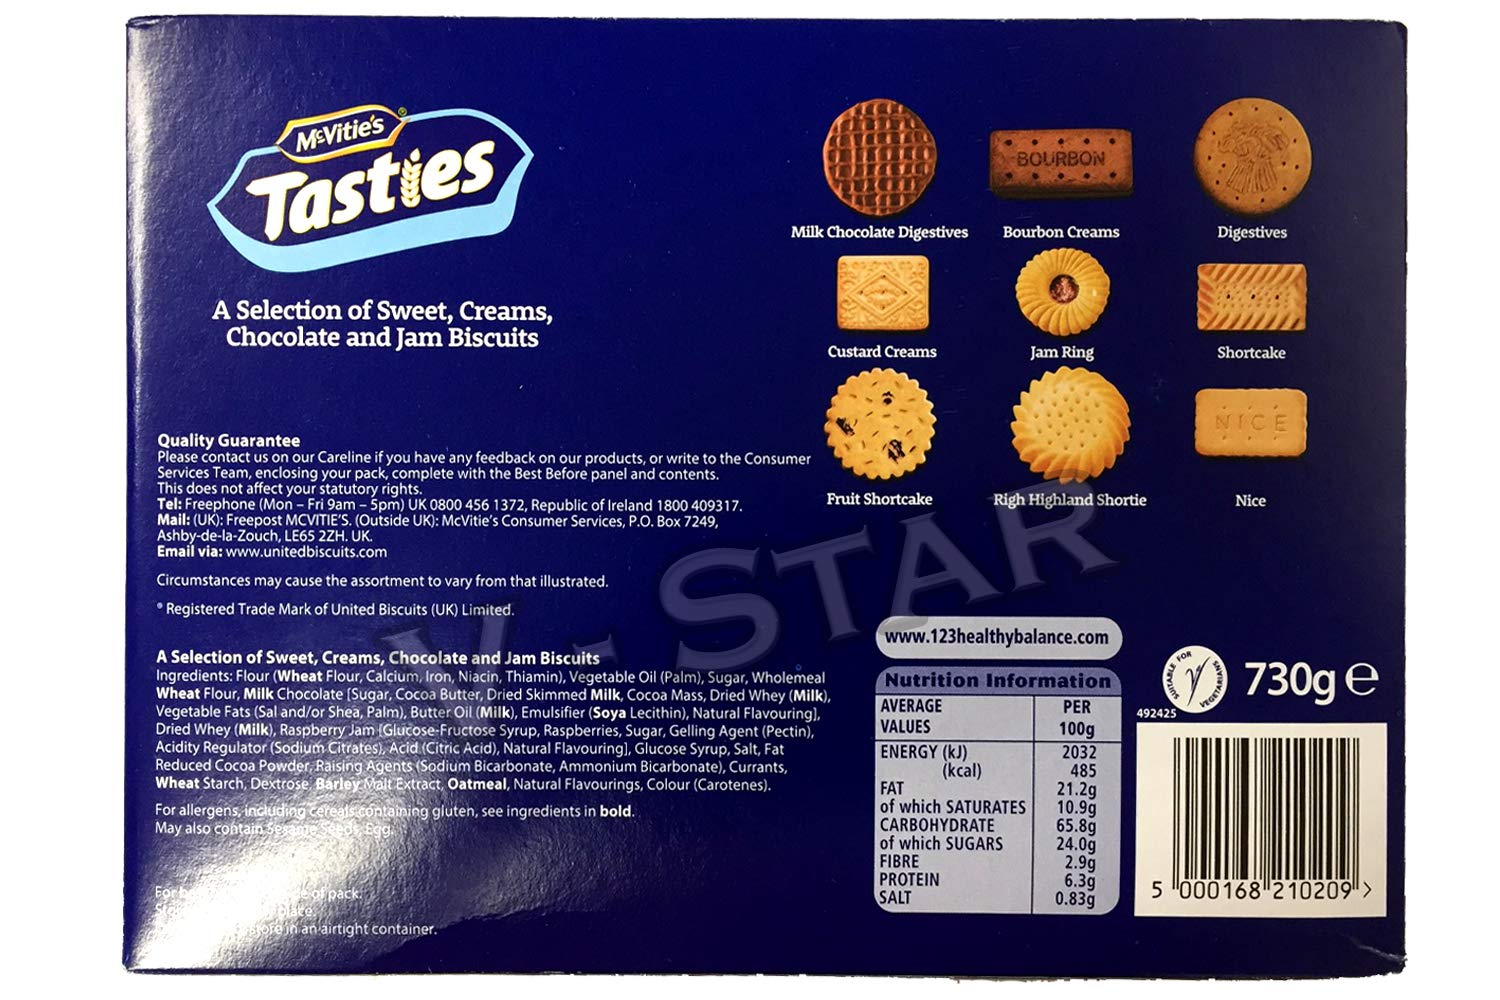 McVitie's®
Tasties
A Selection of Sweet, Creams,
Chocolate and Jam Biscuits
BOURBON
Milk Chocolate Digestives
Bourbon Creams
Digestives
Custard Creams
Jam Ring
Shortcake
NICE
Fruit Shortcake
Righ Highland Shortie
Nice
Quality Guarantee
Please contact us on our Careline if you have any feedback on our products, or write to the Consumer
Services Team, enclosing your pack, complete with the Best Before panel and contents.
This does not affect your statutory rights.
Tel: Freephone (Mon – Fri 9am – 5pm) UK 0800 456 1372, Republic of Ireland 1800 409317.
Mail: (UK): Freepost MCVITIE'S. (Outside UK): McVitie's Consumer Services, P.O. Box 7249,
Ashby-de-la-Zouch, LE65 2ZH. UK.
Email via: www.unitedbiscuits.com
Circumstances may cause the assortment to vary from that illustrated.
® Registered Trade Mark of United Biscuits (UK) Limited.
V-STAR
A Selection of Sweet, Creams, Chocolate and Jam Biscuits
Ingredients: Flour (Wheat Flour, Calcium, Iron, Niacin, Thiamin), Vegetable Oil (Palm), Sugar, Wholemeal
Wheat Flour, Milk Chocolate [Sugar, Cocoa Butter, Dried Skimmed Milk, Cocoa Mass, Dried Whey (Milk),
Vegetable Fats (Sal and/or Shea, Palm), Butter Oil (Milk), Emulsifier (Soya Lecithin), Natural Flavouring],
Dried Whey (Milk), Raspberry Jam [Glucose-Fructose Syrup, Raspberries, Sugar, Gelling Agent (Pectin),
Acidity Regulator (Sodium Citrates), Acid (Citric Acid), Natural Flavouring], Glucose Syrup, Salt, Fat
Reduced Cocoa Powder, Raising Agents (Sodium Bicarbonate, Ammonium Bicarbonate), Currants,
Wheat Starch, Dextrose, Barley Malt Extract, Oatmeal, Natural Flavourings, Colour (Carotenes).
For allergens, including cereals containing gluten, see ingredients in bold.
May also contain Sesame Seeds, Egg.
For of pack.
place.
store in an airtight container.
www.123healthybalance.com
Nutrition Information
AVERAGE VALUES PER 100g
ENERGY (kJ) 2032
(kcal) 485
FAT 21.2g
of which SATURATES 10.9g
CARBOHYDRATE 65.8g
of which SUGARS 24.0g
FIBRE 2.9g
PROTEIN 6.3g
SALT 0.83g
SUITABLE FOR VEGETARIANS
730g e
492425
5 000168 210209 >